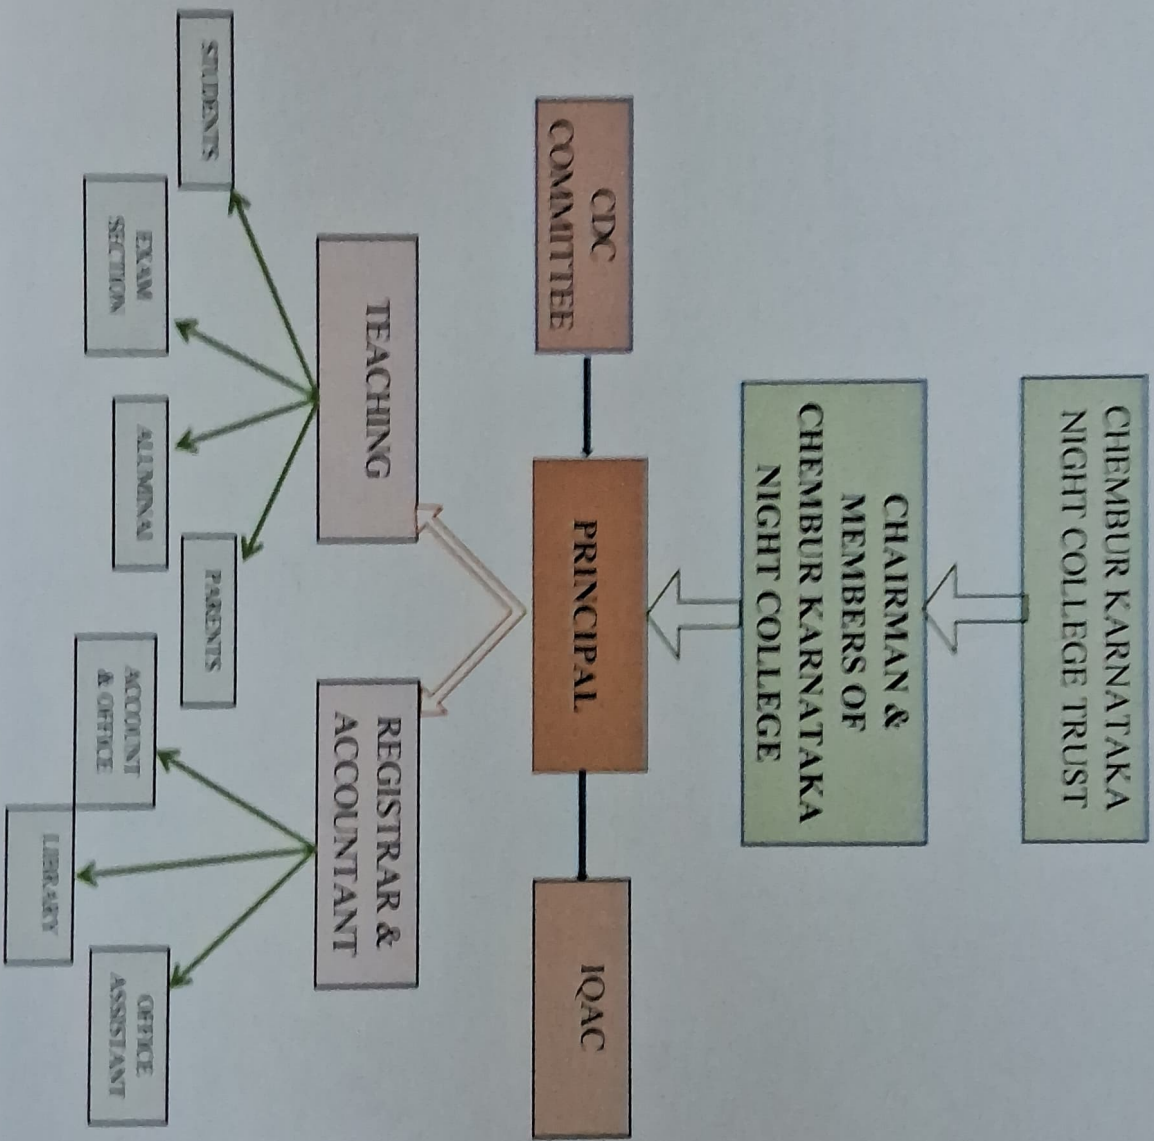 CHEMBUR KARNATAKA
NIGHT COLLEGE TRUST
CHAIRMAN &
MEMBERS OF
CHEMBUR KARNATAKA
NIGHT COLLEGE
CDC
COMMITTEE
PRINCIPAL
IQAC
TEACHING
REGISTRAR &
ACCOUNTANT
STUDENTS
EXAM
SECTION
ALUMINAI
PARENTS
ACCOUNT
& OFFICE
LIBRARY
OFFICE
ASSISTANT